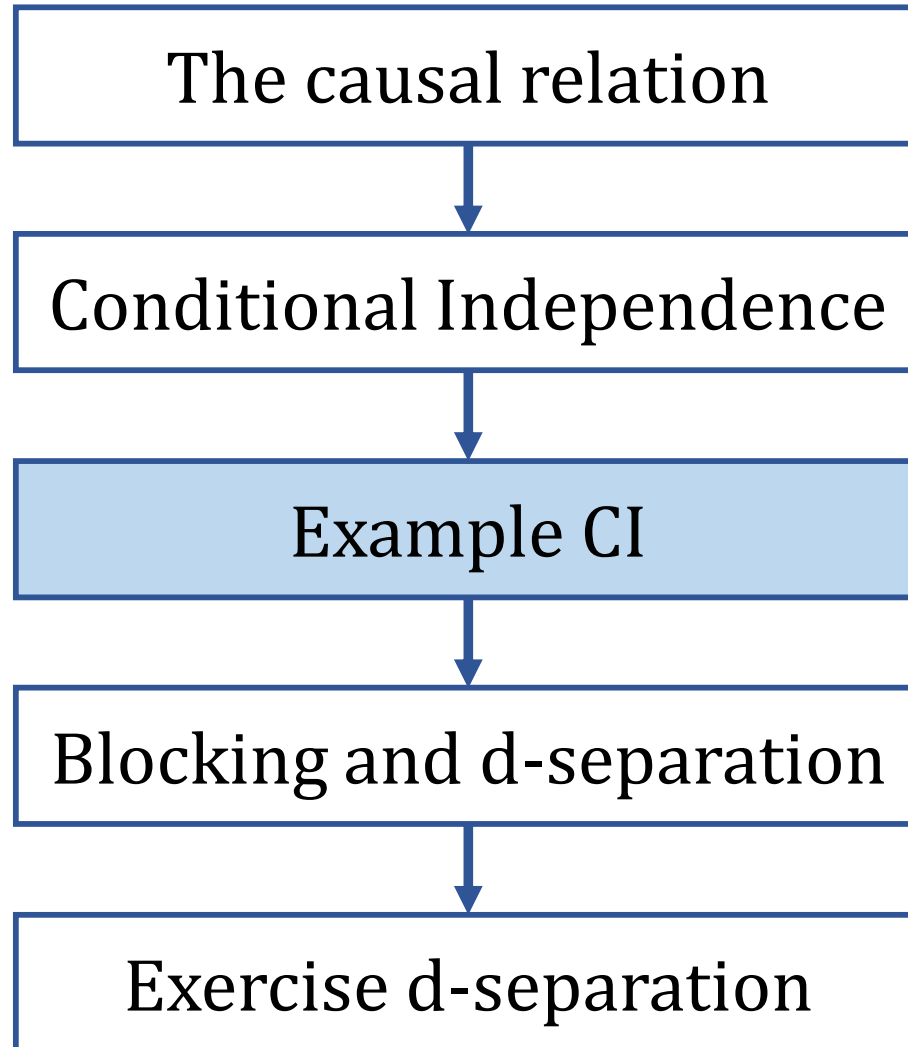 The causal relation
Conditional Independence
Example CI
Blocking and d-separation
Exercise d-separation